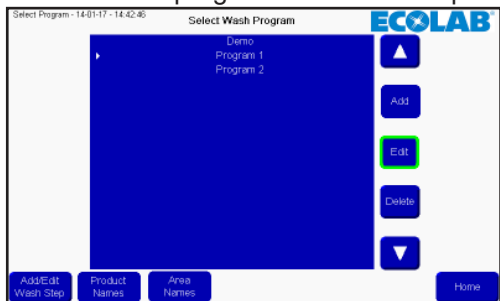 Select Program - 14-01-17 - 14:42:46
Select Wash Program
ECOLAB®
Demo
Program 1
Program 2
Add
Edit
Delete
Add/Edit
Wash Step
Product
Names
Area
Names
Home